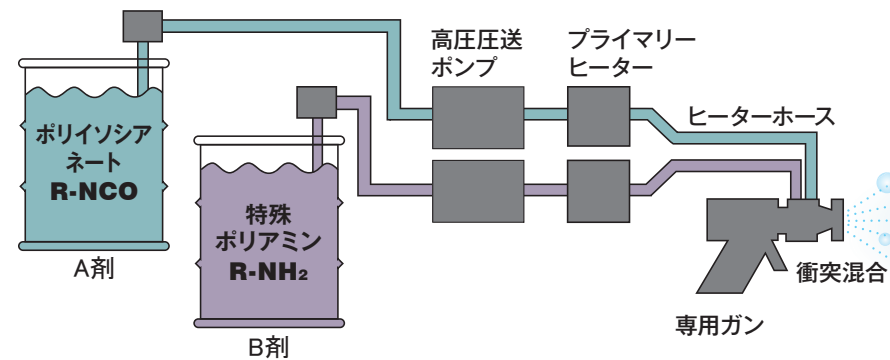 高圧圧送
ポンプ
プライマリー
ヒーター
ヒーターホース
ポリイソシア
ネート
R-NCO
A剤
特殊
ポリアミン
R-NH₂
B剤
衝突混合
専用ガン